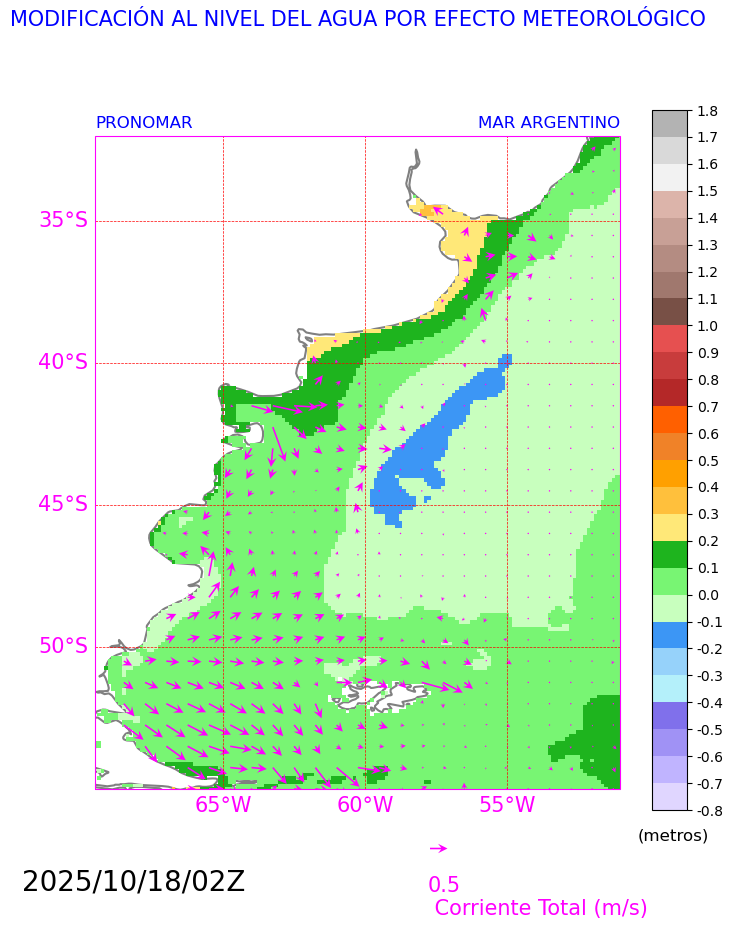 MODIFICACIÓN AL NIVEL DEL AGUA POR EFECTO METEOROLÓGICO
PRONOMAR MAR ARGENTINO
35°S
40°S
45°S
50°S
65°W 60°W 55°W
1.8
1.7
1.6
1.5
1.4
1.3
1.2
1.1
1.0
0.9
0.8
0.7
0.6
0.5
0.4
0.3
0.2
0.1
0.0
-0.1
-0.2
-0.3
-0.4
-0.5
-0.6
-0.7
-0.8
(metros)
2025/10/18/02Z
0.5
Corriente Total (m/s)